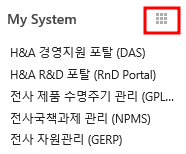 My System
H&A 경영지원 포탈 (DAS)
H&A R&D 포탈 (RnD Portal)
전사 제품 수명주기 관리 (GPL...
전사국책과제 관리 (NPMS)
전사 자원관리 (GERP)